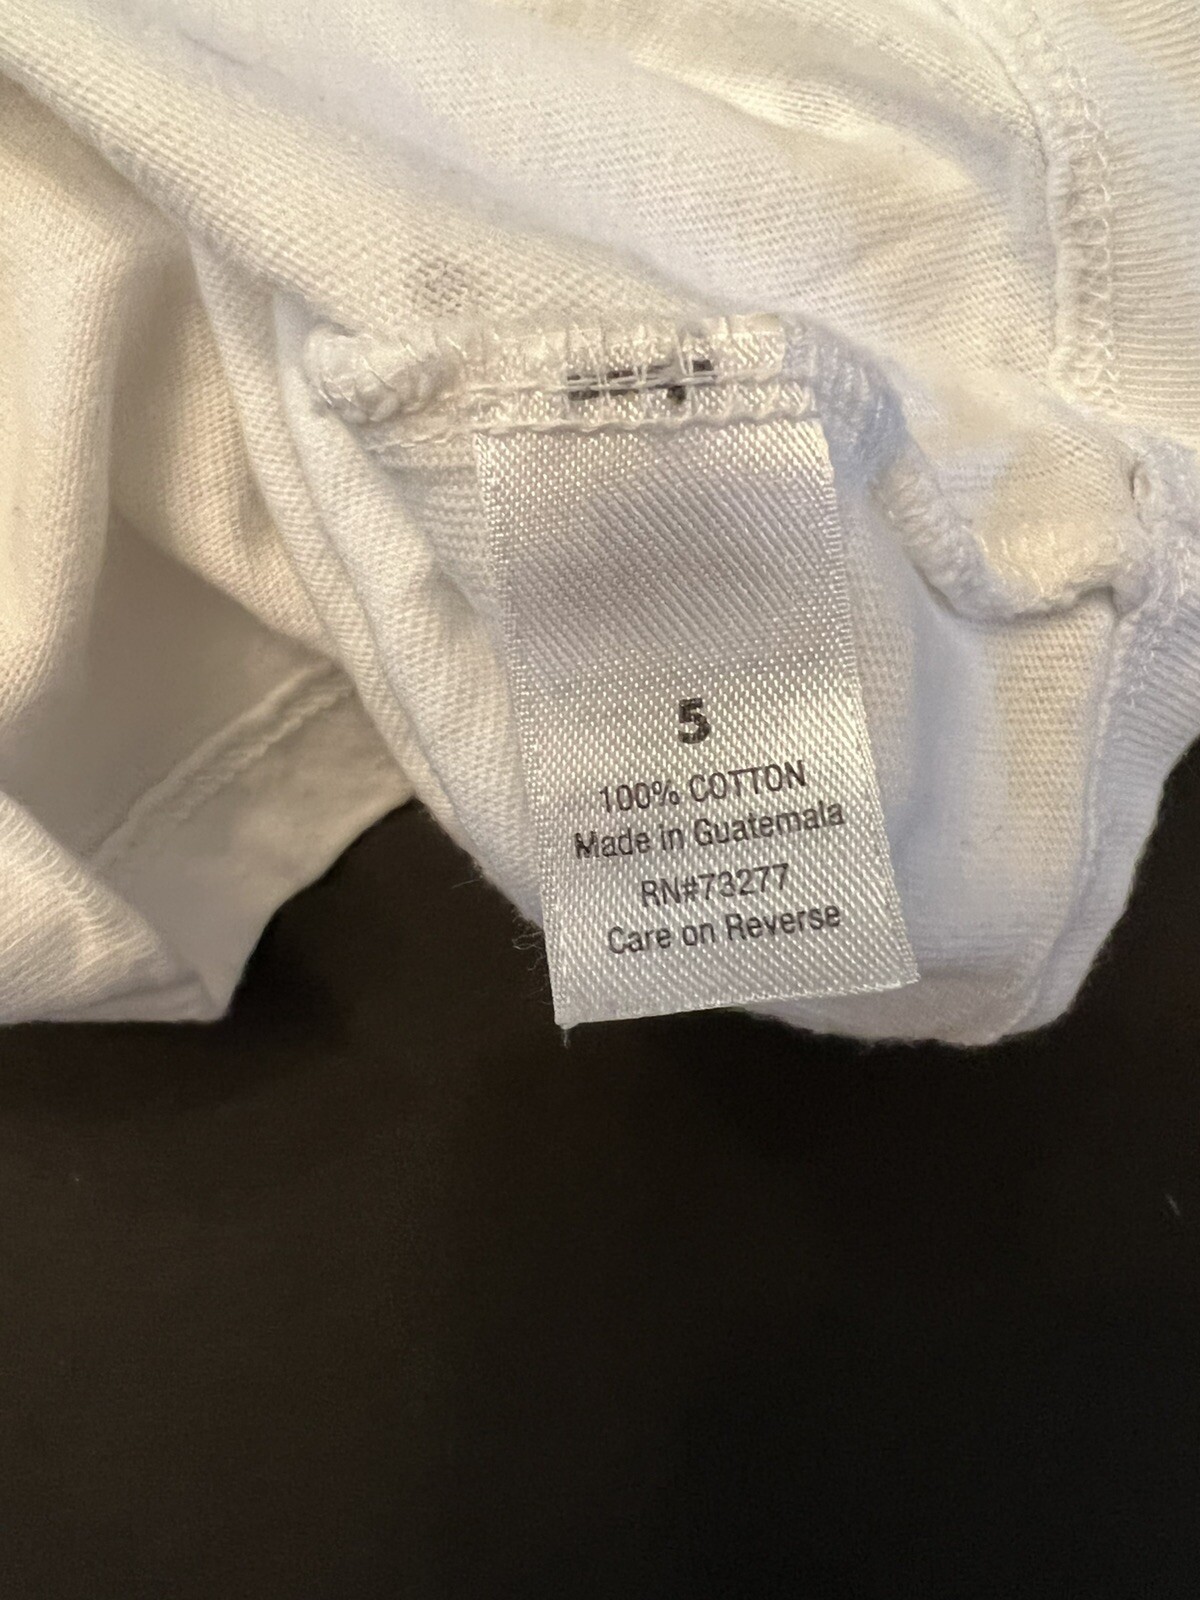 5
100% COTTON
Made in Guatemala
RN#73277
Care on Reverse